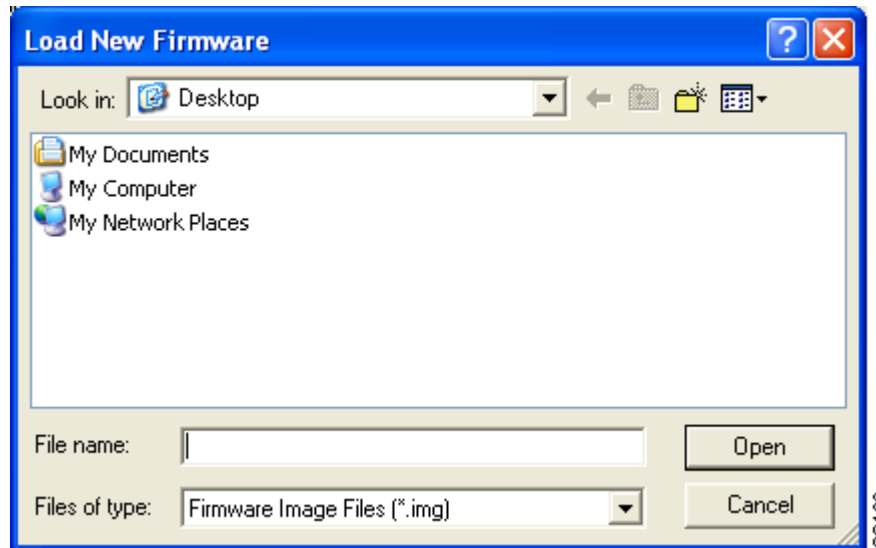 Load New Firmware
?
Look in: Desktop
My Documents
My Computer
My Network Places
File name: Open
Files of type: Firmware Image Files (*.img) Cancel